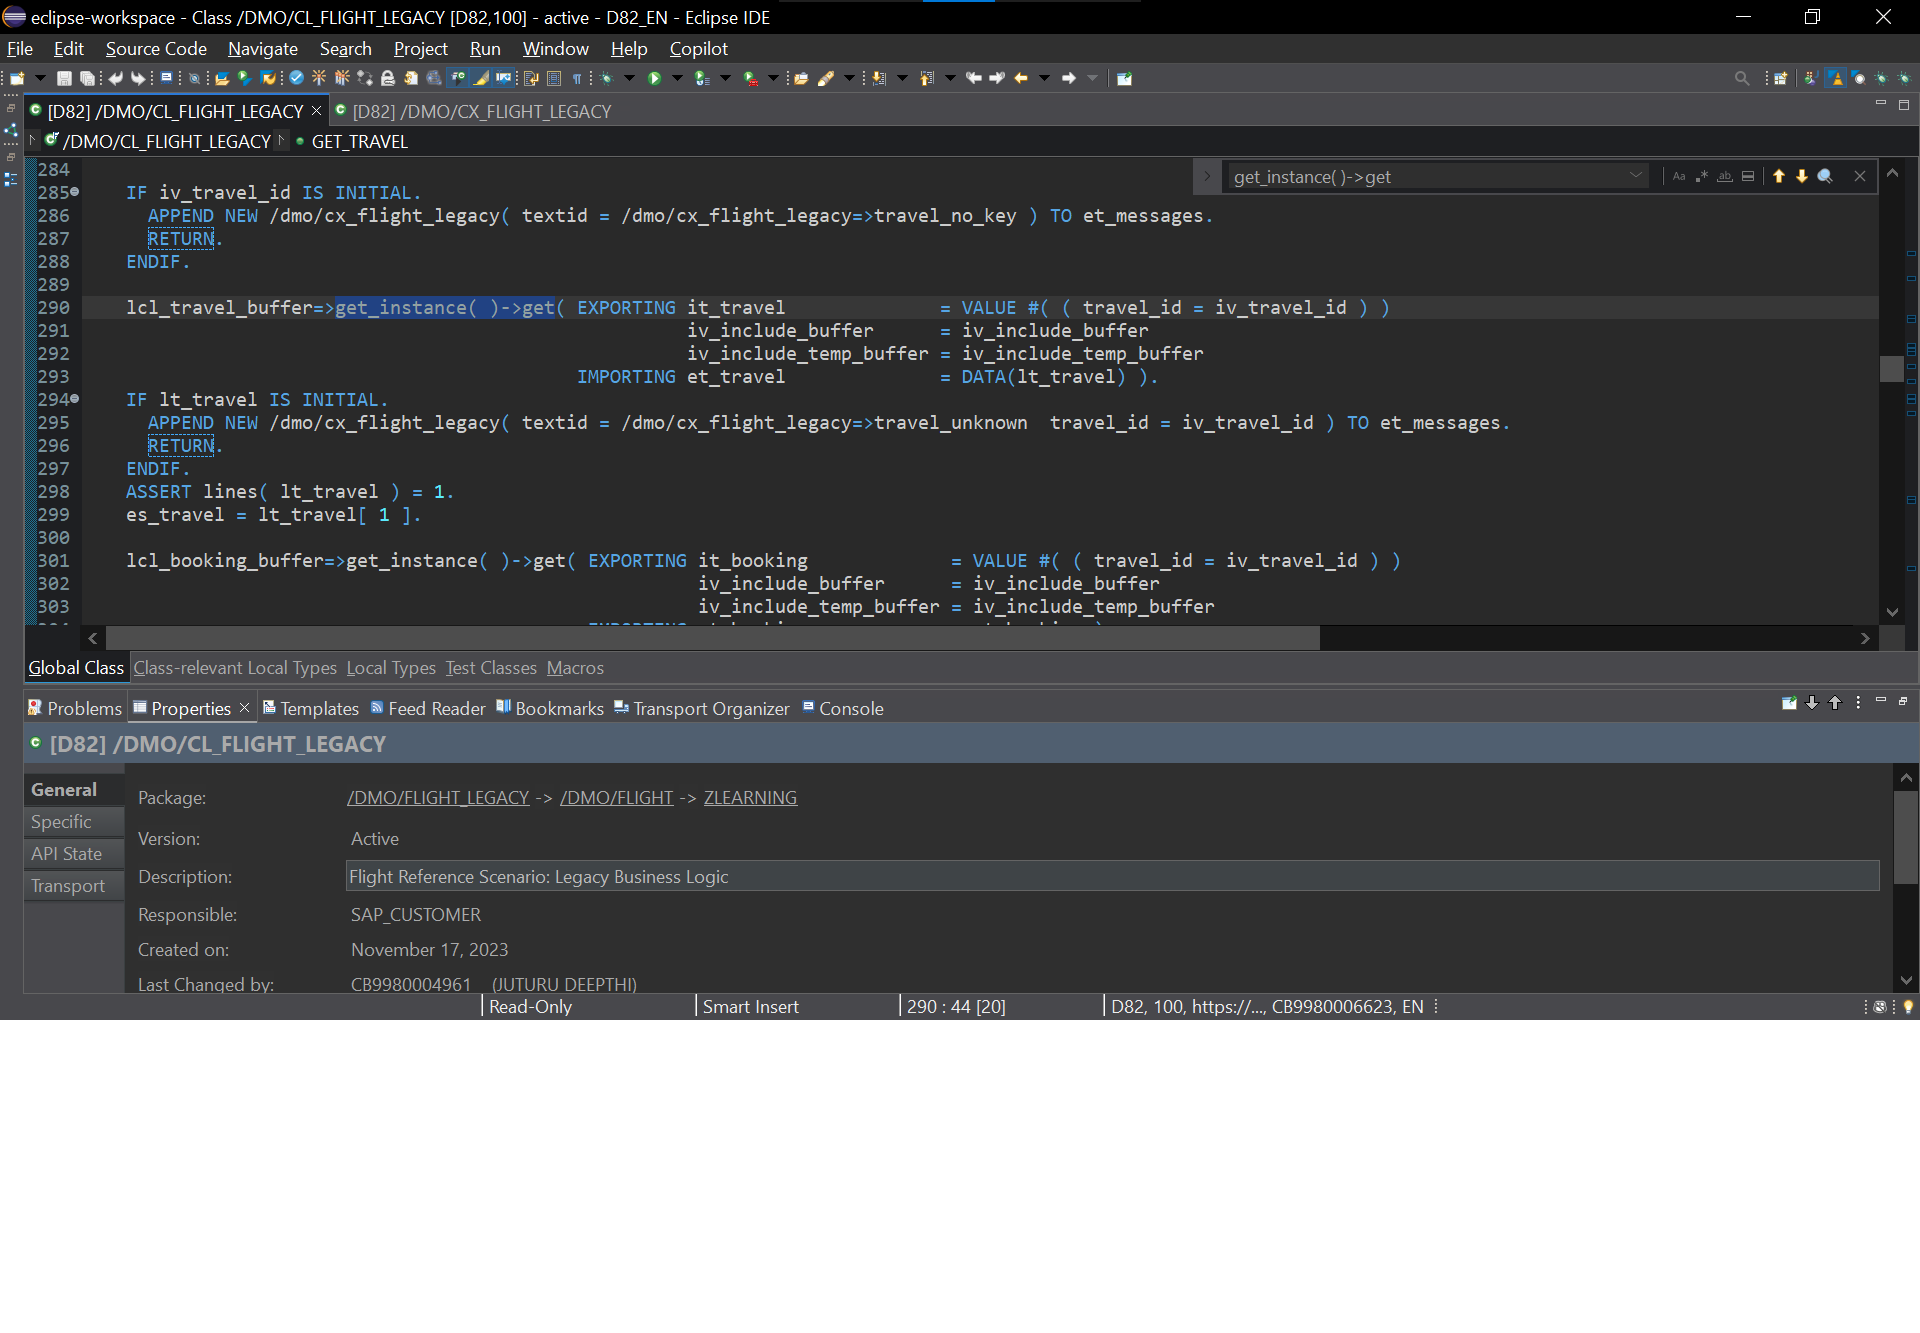 eclipse-workspace - Class /DMO/CL_FLIGHT_LEGACY [D82,100] - active - D82_EN - Eclipse IDE
File Edit Source Code Navigate Search Project Run Window Help Copilot
[D82] /DMO/CL_FLIGHT_LEGACY [D82] /DMO/CX_FLIGHT_LEGACY
/DMO/CL_FLIGHT_LEGACY GET_TRAVEL
get_instance( )->get
284
285 IF iv_travel_id IS INITIAL.
286 APPEND NEW /dmo/cx_flight_legacy( textid = /dmo/cx_flight_legacy=>travel_no_key ) TO et_messages.
287 RETURN.
288 ENDIF.
289
290 lcl_travel_buffer=>get_instance( )->get( EXPORTING it_travel = VALUE #( ( travel_id = iv_travel_id ) )
291 iv_include_buffer = iv_include_buffer
292 iv_include_temp_buffer = iv_include_temp_buffer
293 IMPORTING et_travel = DATA(lt_travel) ).
294 IF lt_travel IS INITIAL.
295 APPEND NEW /dmo/cx_flight_legacy( textid = /dmo/cx_flight_legacy=>travel_unknown travel_id = iv_travel_id ) TO et_messages.
296 RETURN.
297 ENDIF.
298 ASSERT lines( lt_travel ) = 1.
299 es_travel = lt_travel[ 1 ].
300
301 lcl_booking_buffer=>get_instance( )->get( EXPORTING it_booking = VALUE #( ( travel_id = iv_travel_id ) )
302 iv_include_buffer = iv_include_buffer
303 iv_include_temp_buffer = iv_include_temp_buffer
Global Class Class-relevant Local Types Local Types Test Classes Macros
Problems Properties Templates Feed Reader Bookmarks Transport Organizer Console
[D82] /DMO/CL_FLIGHT_LEGACY
General
Specific
API State
Transport
Package: /DMO/FLIGHT_LEGACY -> /DMO/FLIGHT -> ZLEARNING
Version: Active
Description: Flight Reference Scenario: Legacy Business Logic
Responsible: SAP_CUSTOMER
Created on: November 17, 2023
Last Changed by: CB9980004961 (JUTURU DEEPTHI)
Read-Only Smart Insert 290 : 44 [20] D82, 100, https://..., CB9980006623, EN